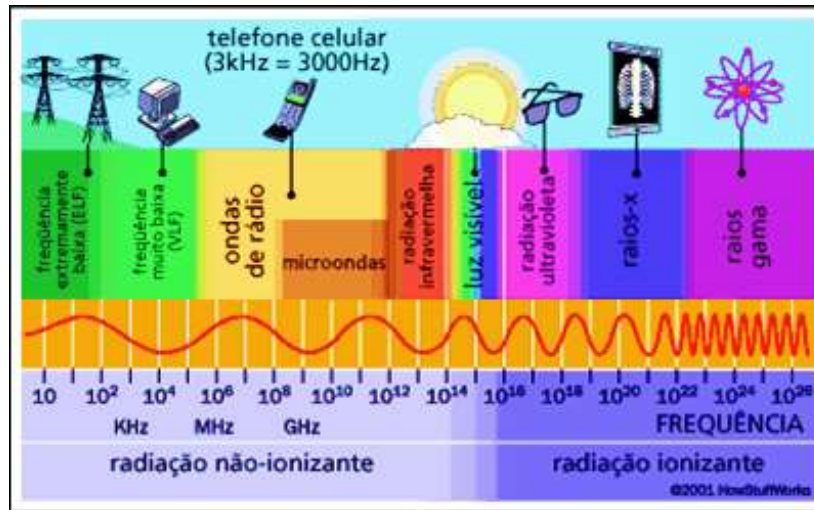 telefone celular
(3kHz = 3000Hz)
freqüência
extremamente
baixa (ELF)
freqüência
muito baixa
(VLF)
ondas
de rádio
microondas
radiação
infravermelha
luz visível
radiação
ultravioleta
raios-x
raios
gama
10 10² 10⁴ 10⁶ 10⁸ 10¹⁰ 10¹² 10¹⁴ 10¹⁶ 10¹⁸ 10²⁰ 10²² 10²⁴ 10²⁶
KHz MHz GHz FREQUÊNCIA
radiação não-ionizante radiação ionizante
©2001 HowStuffWorks